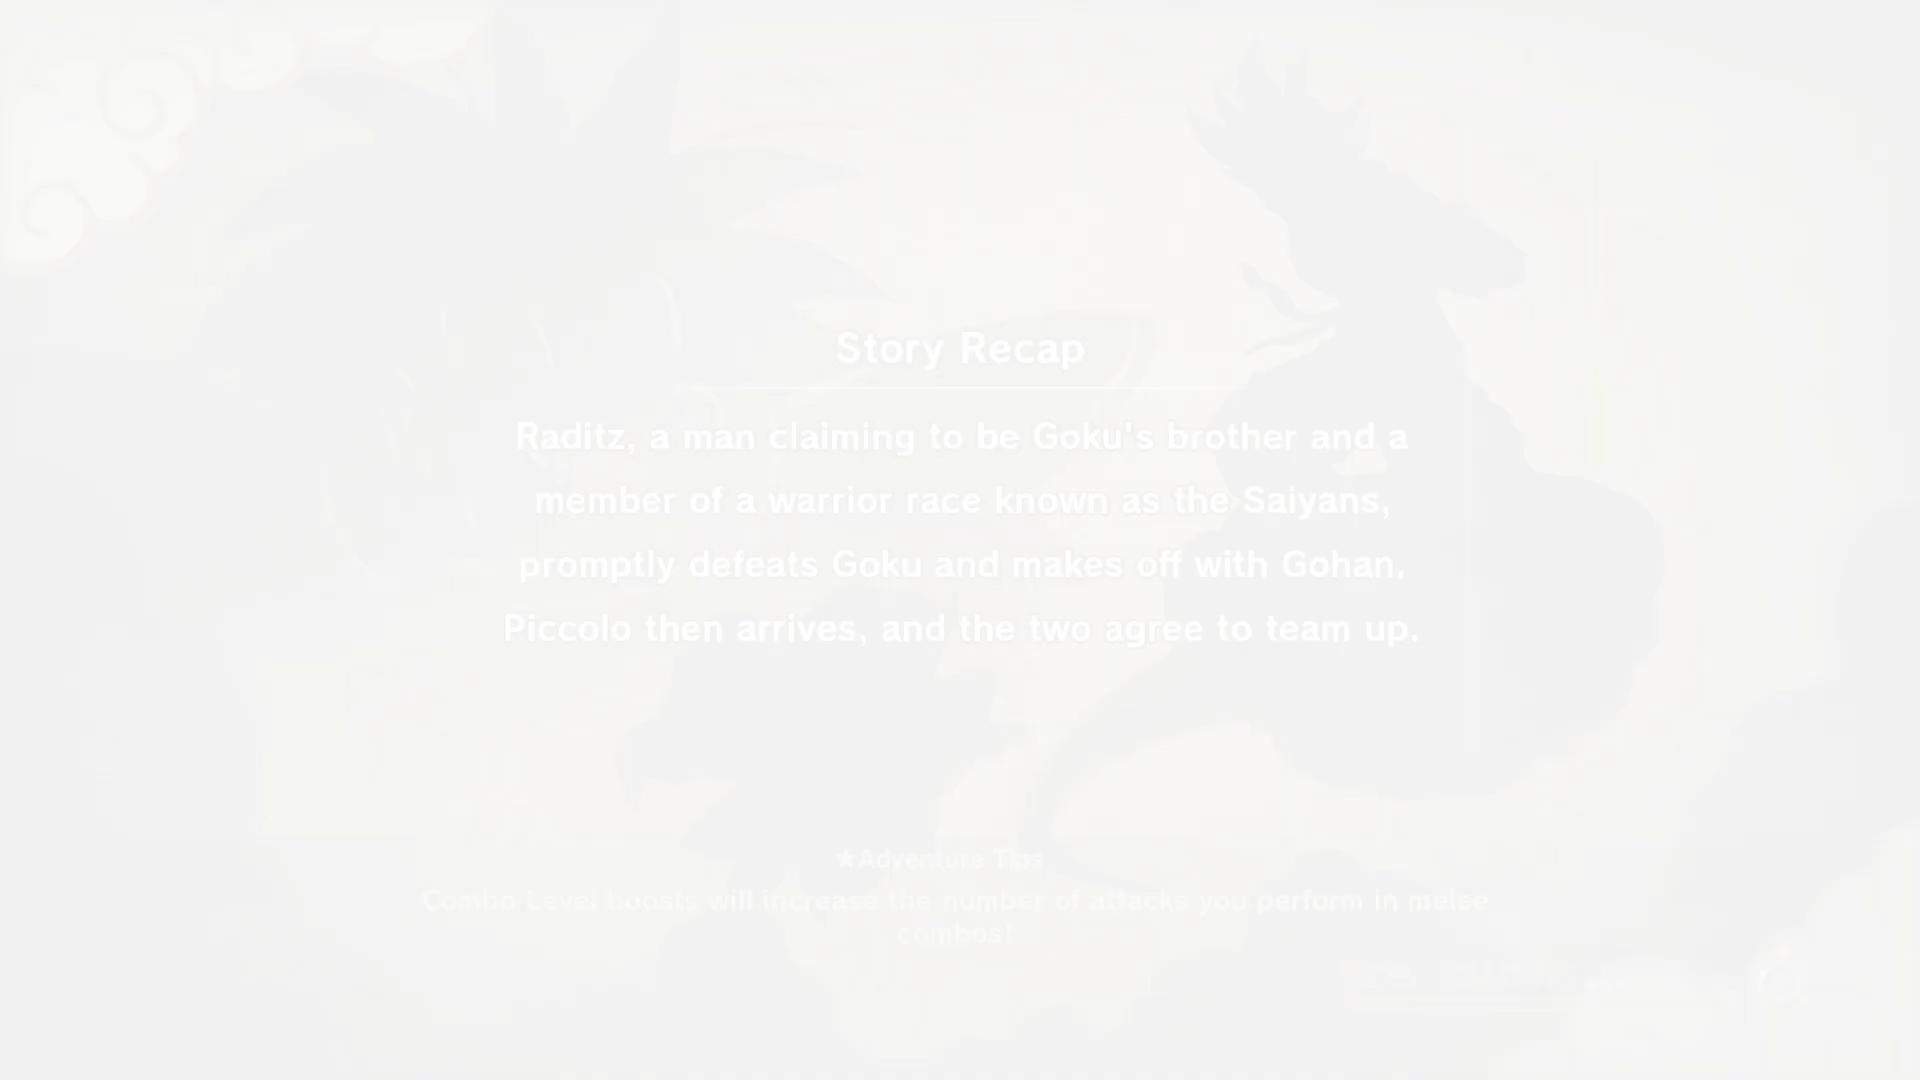 Story Recap
Raditz, a man claiming to be Goku's brother and a
member of a warrior race known as the Saiyans,
promptly defeats Goku and makes off with Gohan.
Piccolo then arrives, and the two agree to team up.
★Adventure Tips
Combo Level boosts will increase the number of attacks you perform in melee
combos!